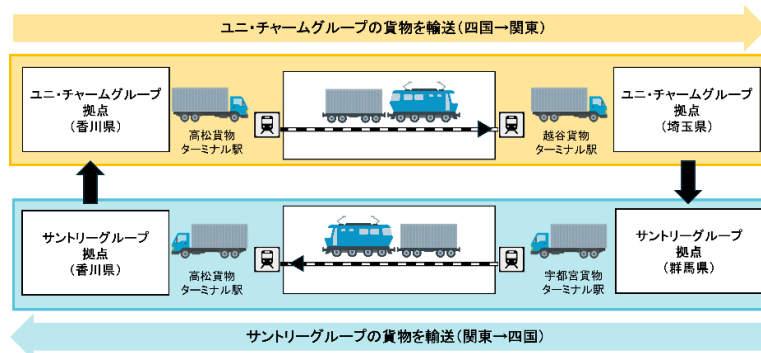 ユニ・チャームグループの貨物を輸送(四国→関東)
ユニ・チャームグループ
拠点
(香川県)
高松貨物
ターミナル駅
越谷貨物
ターミナル駅
ユニ・チャームグループ
拠点
(埼玉県)
サントリーグループ
拠点
(香川県)
高松貨物
ターミナル駅
宇都宮貨物
ターミナル駅
サントリーグループ
拠点
(群馬県)
サントリーグループの貨物を輸送(関東→四国)